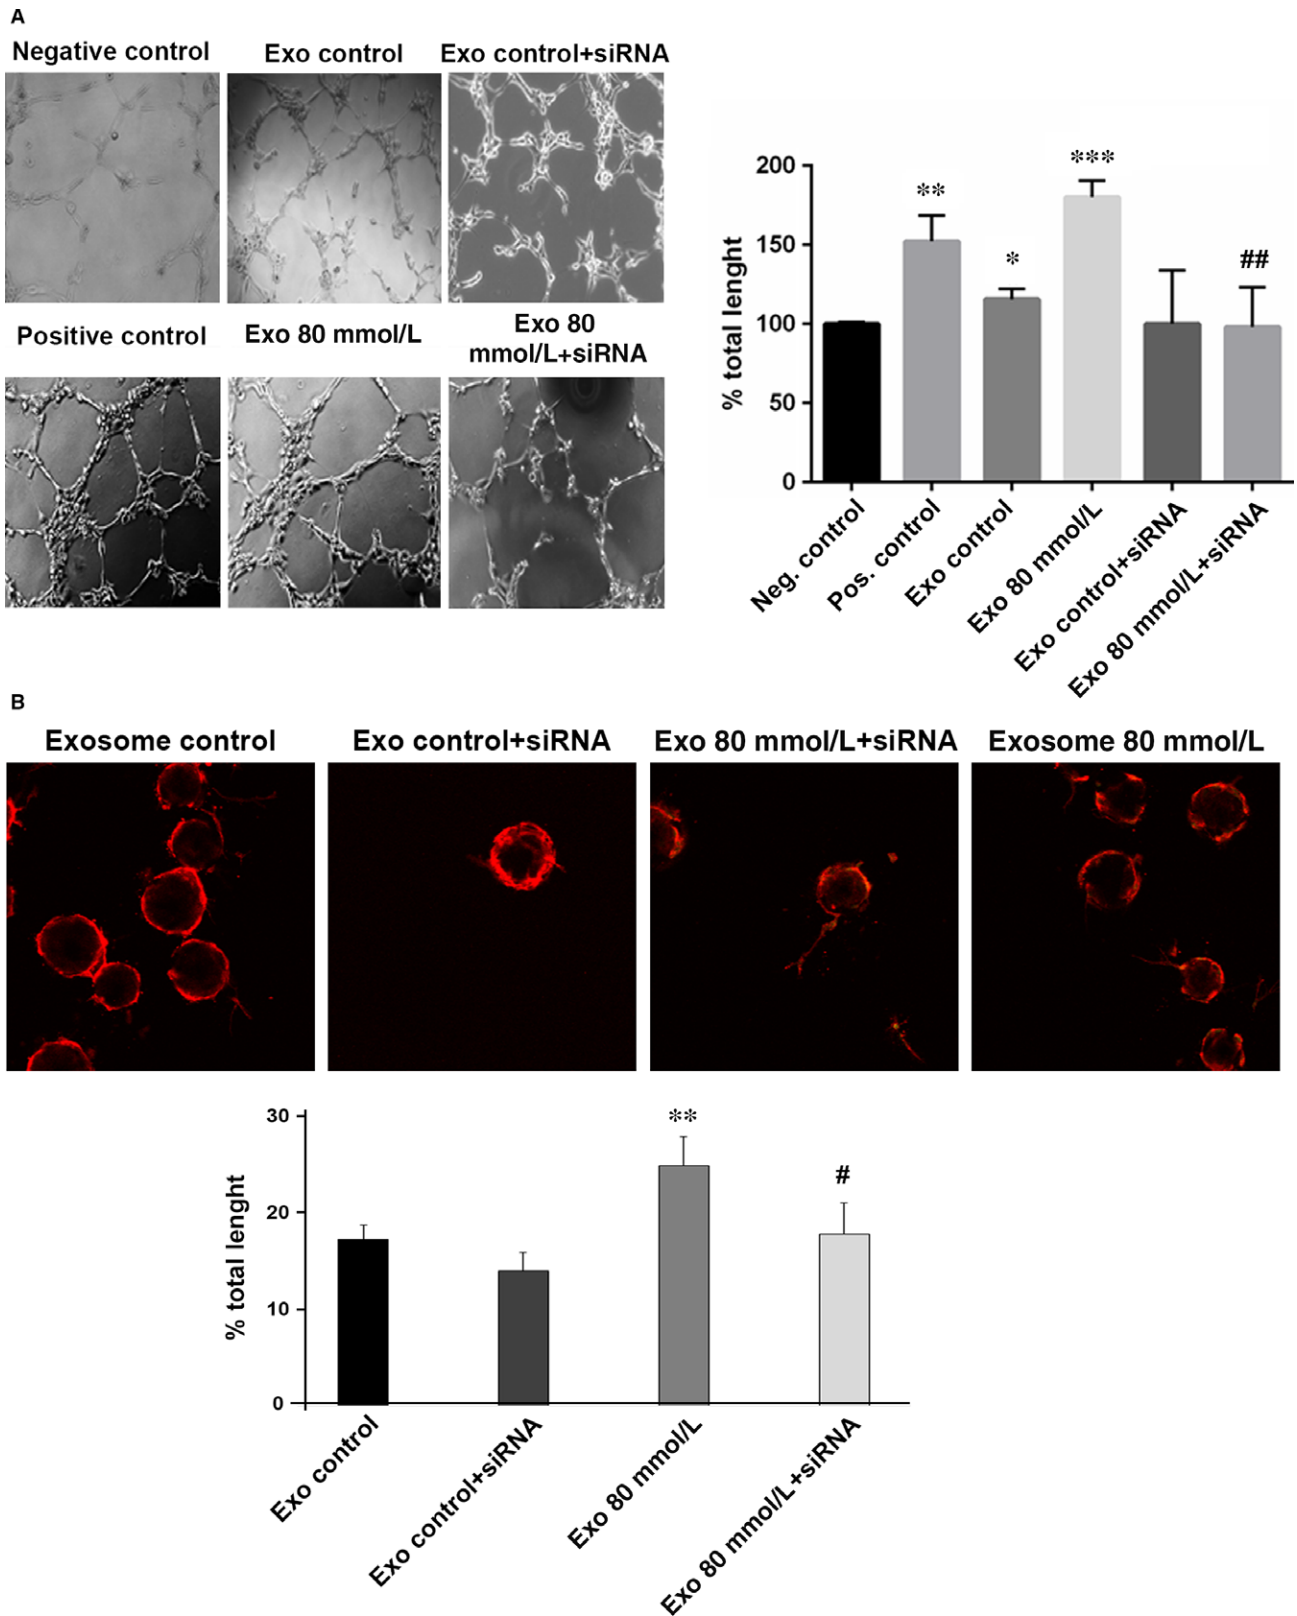 A
Negative control
Exo control
Exo control+siRNA
Positive control
Exo 80 mmol/L
Exo 80
mmol/L+siRNA
% total lenght
200
150
100
50
0
**
*
***
##
Neg. control
Pos. control
Exo control
Exo 80 mmol/L
Exo control+siRNA
Exo 80 mmol/L+siRNA
B
Exosome control
Exo control+siRNA
Exo 80 mmol/L+siRNA
Exosome 80 mmol/L
% total lenght
30
20
10
0
**
#
Exo control
Exo control+siRNA
Exo 80 mmol/L
Exo 80 mmol/L+siRNA